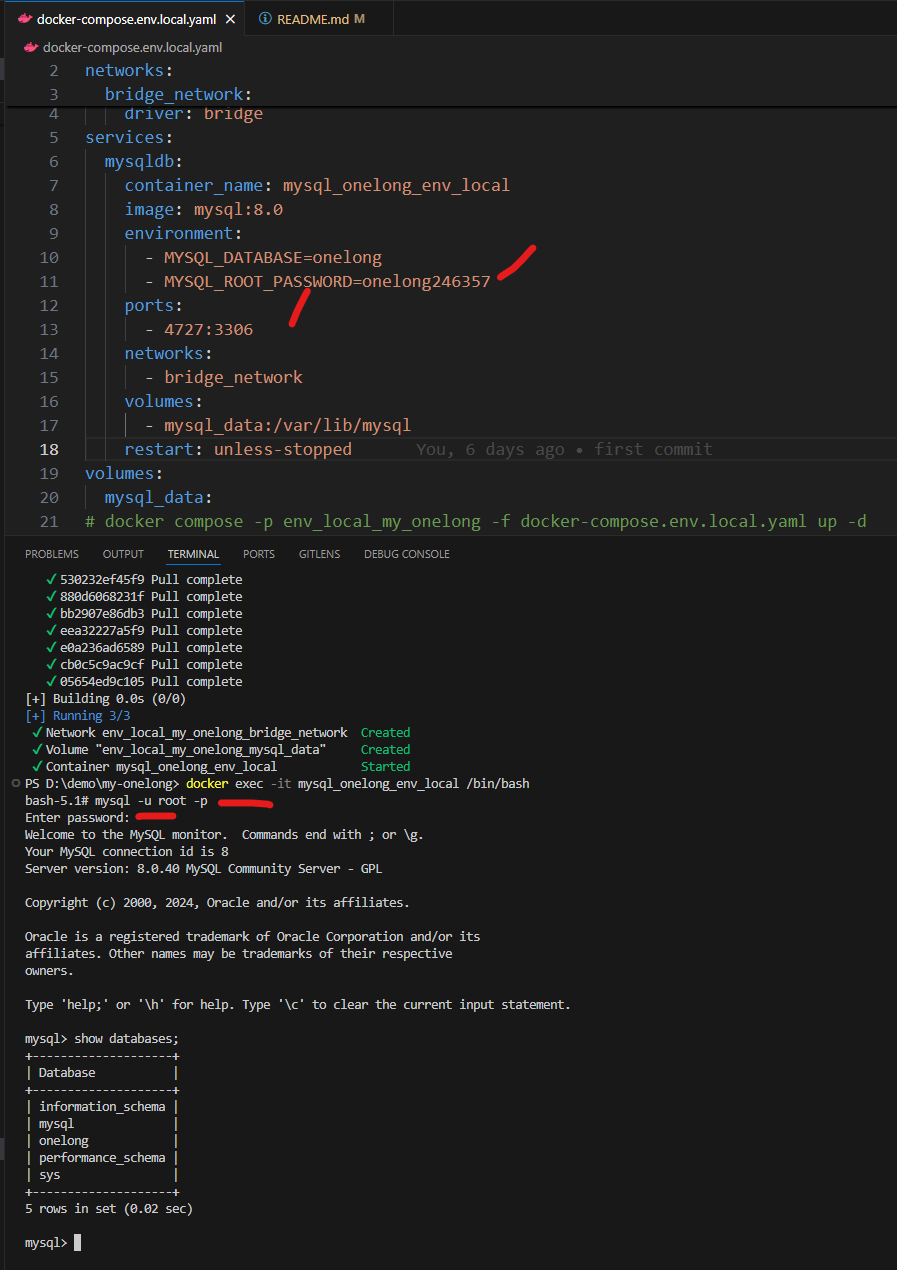 docker-compose.env.local.yaml ✕ README.md M
docker-compose.env.local.yaml
2 networks:
3 bridge_network:
4 driver: bridge
5 services:
6 mysqldb:
7 container_name: mysql_onelong_env_local
8 image: mysql:8.0
9 environment:
10 - MYSQL_DATABASE=onelong
11 - MYSQL_ROOT_PASSWORD=onelong246357
12 ports:
13 - 4727:3306
14 networks:
15 - bridge_network
16 volumes:
17 - mysql_data:/var/lib/mysql
18 restart: unless-stopped You, 6 days ago • first commit
19 volumes:
20 mysql_data:
21 # docker compose -p env_local_my_onelong -f docker-compose.env.local.yaml up -d
PROBLEMS OUTPUT TERMINAL PORTS GITLENS DEBUG CONSOLE
✓ 530232ef45f9 Pull complete
✓ 880d6068231f Pull complete
✓ bb2907e86db3 Pull complete
✓ eea32227a5f9 Pull complete
✓ e0a236ad6589 Pull complete
✓ cb0c5c9ac9cf Pull complete
✓ 05654ed9c105 Pull complete
[+] Building 0.0s (0/0)
[+] Running 3/3
✓ Network env_local_my_onelong_bridge_network Created
✓ Volume "env_local_my_onelong_mysql_data" Created
✓ Container mysql_onelong_env_local Started
PS D:\demo\my-onelong> docker exec -it mysql_onelong_env_local /bin/bash
bash-5.1# mysql -u root -p
Enter password:
Welcome to the MySQL monitor.  Commands end with ; or \g.
Your MySQL connection id is 8
Server version: 8.0.40 MySQL Community Server - GPL
Copyright (c) 2000, 2024, Oracle and/or its affiliates.
Oracle is a registered trademark of Oracle Corporation and/or its
affiliates. Other names may be trademarks of their respective
owners.
Type 'help;' or '\h' for help. Type '\c' to clear the current input statement.
mysql> show databases;
+--------------------+
| Database           |
+--------------------+
| information_schema |
| mysql              |
| onelong            |
| performance_schema |
| sys                |
+--------------------+
5 rows in set (0.02 sec)
mysql>